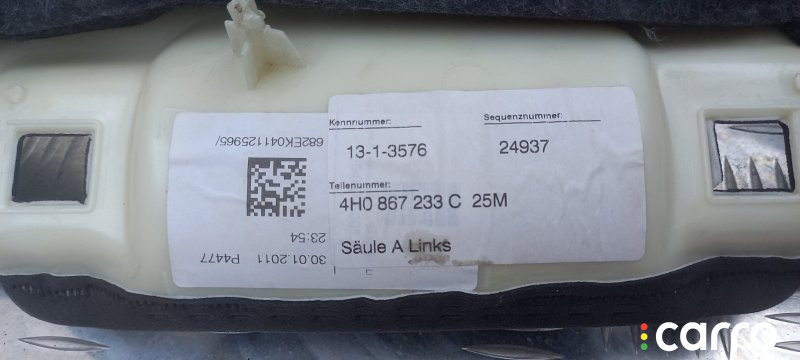 Kennnummer:
13-1-3576
Sequenznummer:
24937
Teilenummer:
4H0 867 233 C 25M
Säule A Links
682EK041125965/
23:54
30.01.2011 P4477
carro